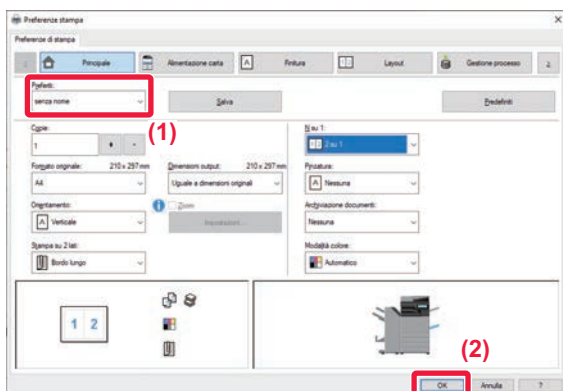 Preferenze stampa
Preferenze di stampa
Principale Alimentazione carta Finitura Layout Gestione processo
Preferiti:
senza nome Salva Predefiniti
(1)
Copie: N su 1:
1 + - 1 2 2 su 1
Formato originale: 210 x 297 mm Dimensioni output: 210 x 297 mm Pinzatura:
A4 Uguale a dimensioni originali A Nessuna
Orientamento: Zoom Archiviazione documenti:
A Verticale Impostazioni... Nessuna
Stampa su 2 lati: Modalità colore:
Bordo lungo Automatico
1 2
(2)
OK Annulla ?